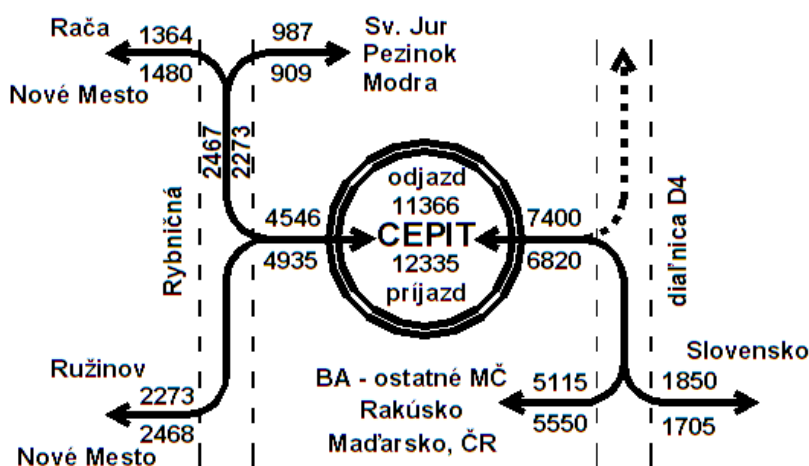 Rača
1364
1480
Nové Mesto
987
909
Sv. Jur
Pezinok
Modra
2467
2273
Rybničná
4546
4935
odjazd
11366
CEPIT
12335
príjazd
7400
6820
diaľnica D4
Ružinov
2273
2468
Nové Mesto
BA - ostatné MČ
Rakúsko
Maďarsko, ČR
5115
5550
Slovensko
1850
1705